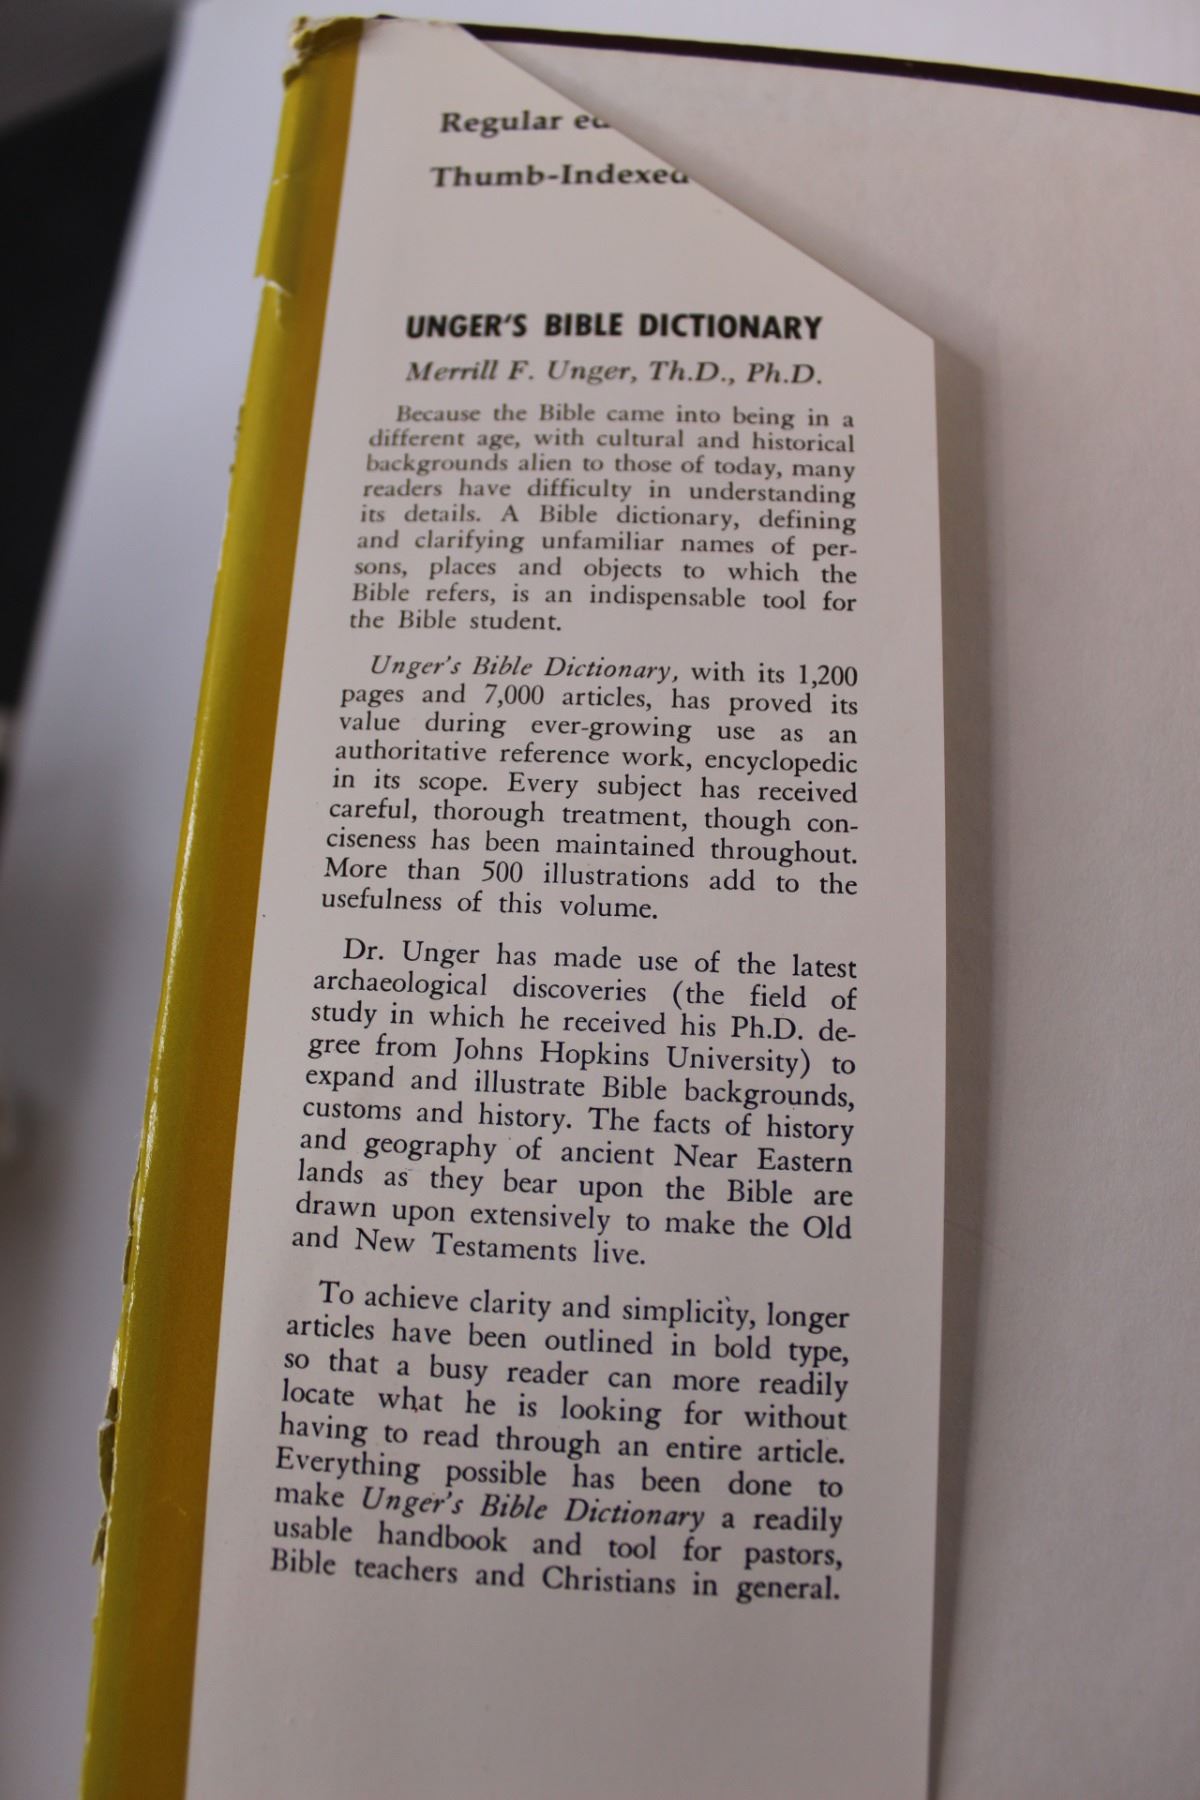 Regular
Thumb-Indexed
UNGER'S BIBLE DICTIONARY
Merrill F. Unger, Th.D., Ph.D.
Because the Bible came into being in a
different age, with cultural and historical
backgrounds alien to those of today, many
readers have difficulty in understanding
its details. A Bible dictionary, defining
and clarifying unfamiliar names of per-
sons, places and objects to which the
Bible refers, is an indispensable tool for
the Bible student.
Unger's Bible Dictionary, with its 1,200
pages and 7,000 articles, has proved its
value during ever-growing use as an
authoritative reference work, encyclopedic
in its scope. Every subject has received
careful, thorough treatment, though con-
ciseness has been maintained throughout.
More than 500 illustrations add to the
usefulness of this volume.
Dr. Unger has made use of the latest
archaeological discoveries (the field of
study in which he received his Ph.D. de-
gree from Johns Hopkins University) to
expand and illustrate Bible backgrounds,
customs and history. The facts of history
and geography of ancient Near Eastern
lands as they bear upon the Bible are
drawn upon extensively to make the Old
and New Testaments live.
To achieve clarity and simplicity, longer
articles have been outlined in bold type,
so that a busy reader can more readily
locate what he is looking for without
having to read through an entire article.
Everything possible has been done to
make Unger's Bible Dictionary a readily
usable handbook and tool for pastors,
Bible teachers and Christians in general.